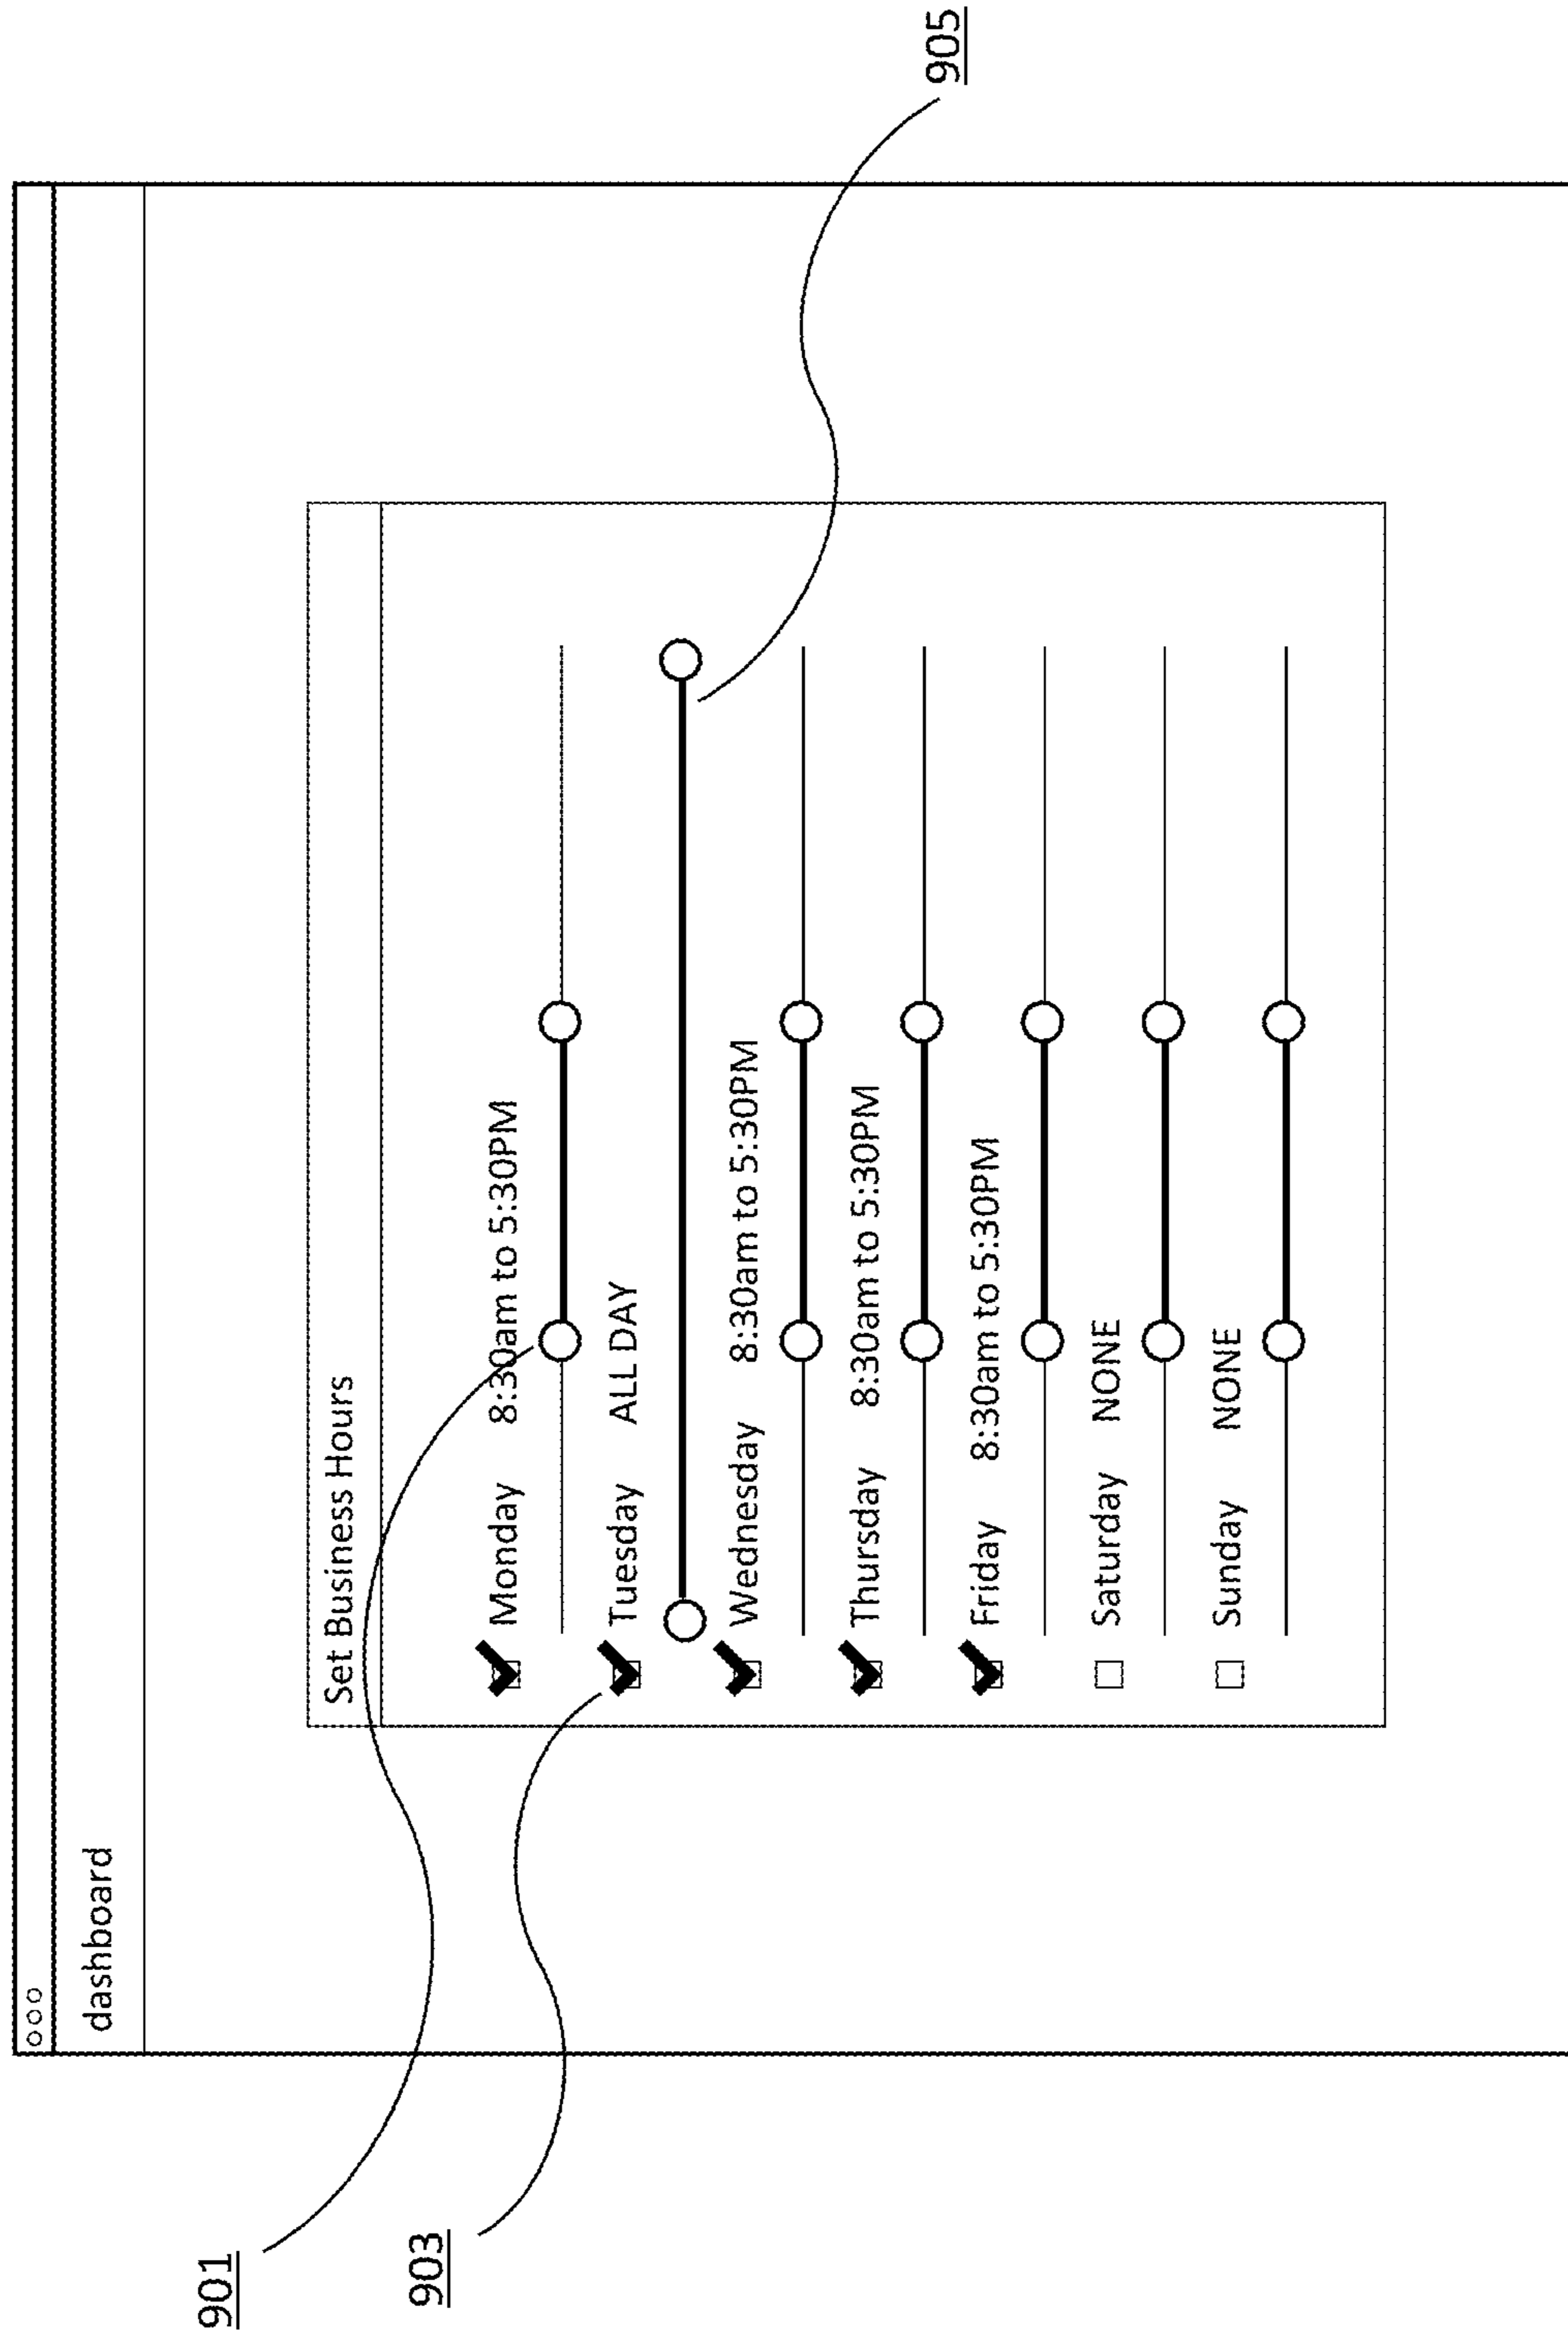 dashboard
Set Business Hours
Monday 8:30am to 5:30PM
Tuesday ALL DAY
Wednesday 8:30am to 5:30PM
Thursday 8:30am to 5:30PM
Friday 8:30am to 5:30PM
Saturday NONE
Sunday NONE
901
903
905